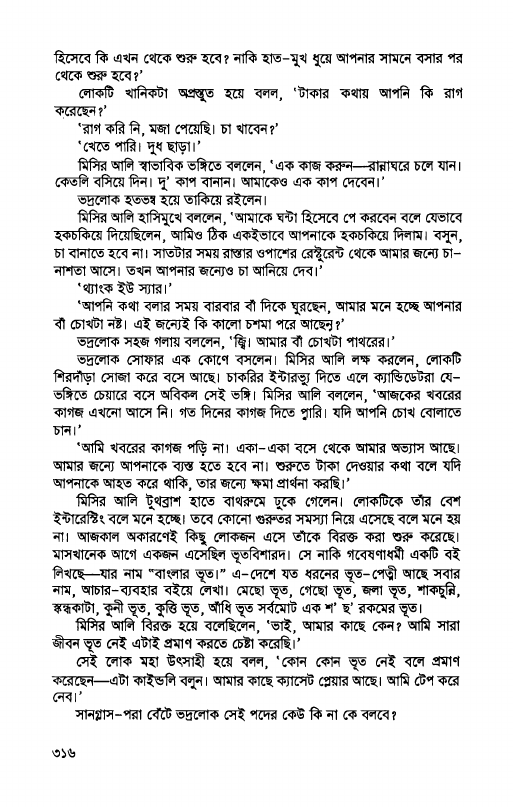 হিসেবে কি এখন থেকে শুরু হবে? নাকি হাত-মুখ ধুয়ে আপনার সামনে বসার পর
থেকে শুরু হবে?’
লোকটি খানিকটা অপ্রস্তুত হয়ে বলল, ‘টাকার কথায় আপনি কি রাগ
করেছেন?’
‘রাগ করি নি, মজা পেয়েছি। চা খাবেন?’
‘খেতে পারি। দুধ ছাড়া।’
মিসির আলি স্বাভাবিক ভঙ্গিতে বললেন, ‘এক কাজ করুন—রান্নাঘরে চলে যান।
কেতলি বসিয়ে দিন। দু’ কাপ বানান। আমাকেও এক কাপ দেবেন।’
ভদ্রলোক হতভম্ব হয়ে তাকিয়ে রইলেন।
মিসির আলি হাসিমুখে বললেন, ‘আমাকে ঘন্টা হিসেবে পে করবেন বলে যেভাবে
হকচকিয়ে দিয়েছিলেন, আমিও ঠিক একইভাবে আপনাকে হকচকিয়ে দিলাম। বসুন,
চা বানাতে হবে না। সাতটার সময় রাস্তার ওপাশের রেস্টুরেন্ট থেকে আমার জন্যে চা-
নাশতা আসে। তখন আপনার জন্যেও চা আনিয়ে দেব।’
‘থ্যাংক ইউ স্যার।’
‘আপনি কথা বলার সময় বারবার বাঁ দিকে ঘুরছেন, আমার মনে হচ্ছে আপনার
বাঁ চোখটা নষ্ট। এই জন্যেই কি কালো চশমা পরে আছেন?’
ভদ্রলোক সহজ গলায় বললেন, ‘জ্বি। আমার বাঁ চোখটা পাথরের।’
ভদ্রলোক সোফার এক কোণে বসলেন। মিসির আলি লক্ষ করলেন, লোকটি
শিরদাঁড়া সোজা করে বসে আছে। চাকরির ইন্টারভ্যু দিতে এলে ক্যান্ডিডেটরা যে-
ভঙ্গিতে চেয়ারে বসে অবিকল সেই ভঙ্গি। মিসির আলি বললেন, ‘আজকের খবরের
কাগজ এখনো আসে নি। গত দিনের কাগজ দিতে পারি। যদি আপনি চোখ বোলাতে
চান।’
‘আমি খবরের কাগজ পড়ি না। একা-একা বসে থেকে আমার অভ্যাস আছে।
আমার জন্যে আপনাকে ব্যস্ত হতে হবে না। শুরুতে টাকা দেওয়ার কথা বলে যদি
আপনাকে আহত করে থাকি, তার জন্যে ক্ষমা প্রার্থনা করছি।’
মিসির আলি টুথব্রাশ হাতে বাথরুমে ঢুকে গেলেন। লোকটিকে তাঁর বেশ
ইন্টারেস্টিং বলে মনে হচ্ছে। তবে কোনো গুরুতর সমস্যা নিয়ে এসেছে বলে মনে হয়
না। আজকাল অকারণেই কিছু লোকজন এসে তাঁকে বিরক্ত করা শুরু করেছে।
মাসখানেক আগে একজন এসেছিল ভূতবিশারদ। সে নাকি গবেষণাধর্মী একটি বই
লিখছে—যার নাম “বাংলার ভূত।” এ-দেশে যত ধরনের ভূত-পেত্নী আছে সবার
নাম, আচার-ব্যবহার বইয়ে লেখা। মেছো ভূত, গেছো ভূত, জলা ভূত, শাকচুন্নি,
স্কন্ধকাটা, কুনী ভূত, কুত্তি ভূত, আঁধি ভূত সর্বমোট এক শ’ ছ’ রকমের ভূত।
মিসির আলি বিরক্ত হয়ে বলেছিলেন, ‘ভাই, আমার কাছে কেন? আমি সারা
জীবন ভূত নেই এটাই প্রমাণ করতে চেষ্টা করেছি।’
সেই লোক মহা উৎসাহী হয়ে বলল, ‘কোন কোন ভূত নেই বলে প্রমাণ
করেছেন—এটা কাইন্ডলি বলুন। আমার কাছে ক্যাসেট প্লেয়ার আছে। আমি টেপ করে
নেব।’
সানগ্লাস-পরা বেঁটে ভদ্রলোক সেই পদের কেউ কি না কে বলবে?
৩১৬